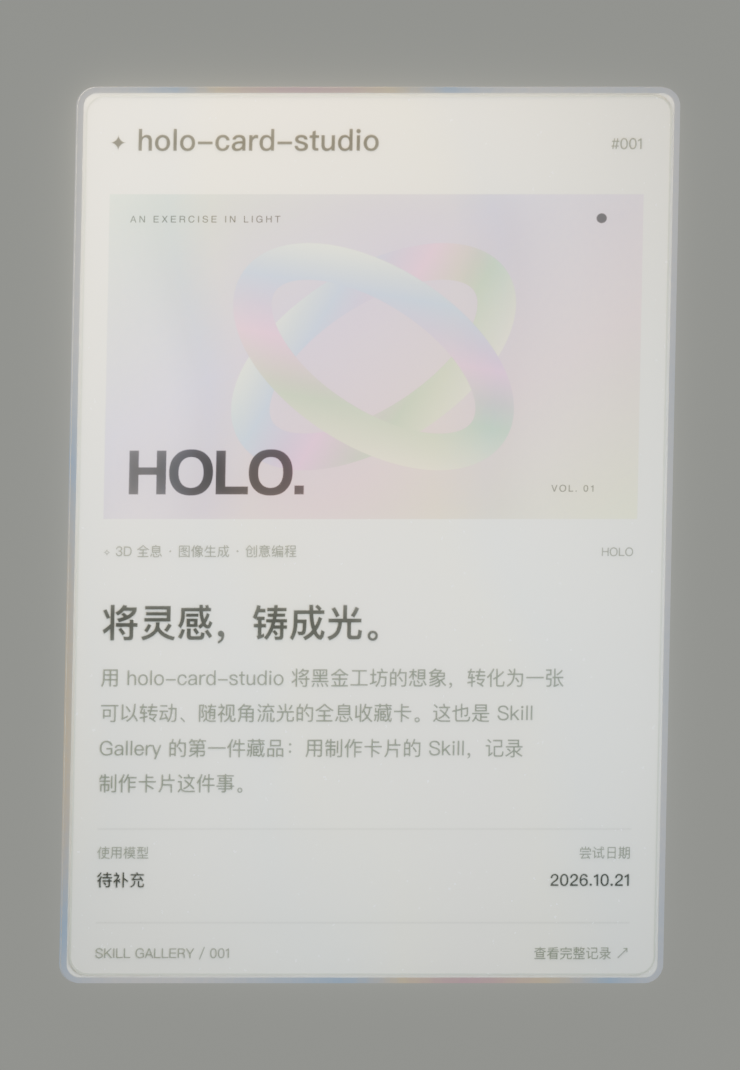 ✦ holo-card-studio
#001
AN EXERCISE IN LIGHT
HOLO.
VOL. 01
3D 全息 · 图像生成 · 创意编程
HOLO
将灵感，铸成光。
用 holo-card-studio 将黑金工坊的想象，转化为一张
可以转动、随视角流光的全息收藏卡。这也是 Skill
Gallery 的第一件藏品：用制作卡片的 Skill，记录
制作卡片这件事。
使用模型
尝试日期
待补充
2026.10.21
SKILL GALLERY / 001
查看完整记录 ↗